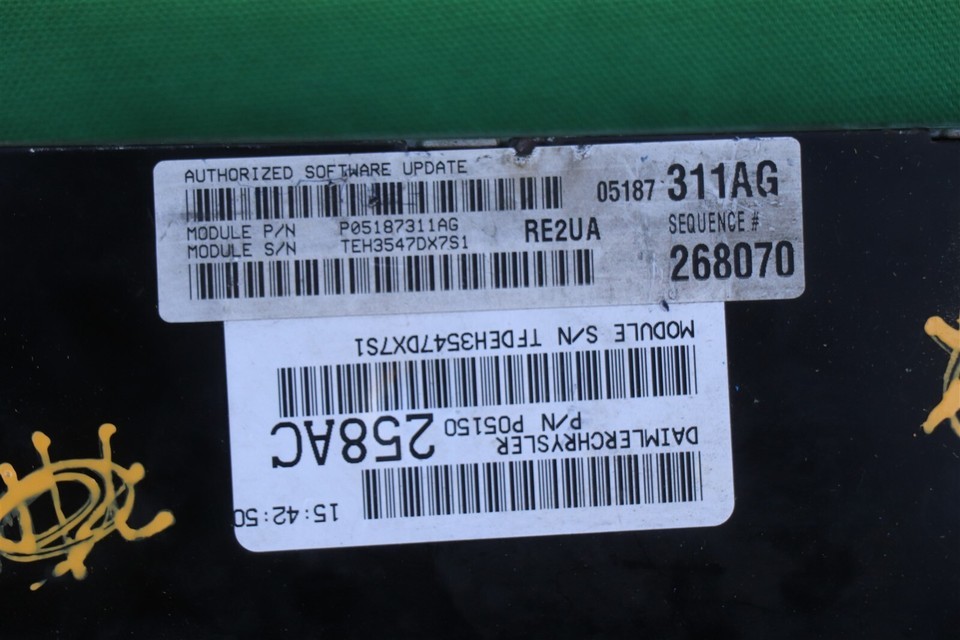 AUTHORIZED SOFTWARE UPDATE
05187 311AG
MODULE P/N P05187311AG
MODULE S/N TEH3547DX7S1
RE2UA
SEQUENCE #
268070
MODULE S/N TFDEH3547DX7S1
DAIMLERCHRYSLER
P/N P05150 258AC
15:42:50